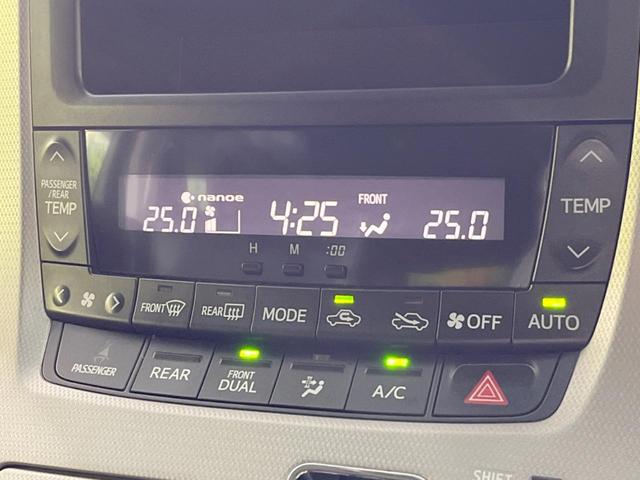 PASSENGER
/REAR
TEMP
nanoe
FRONT
25.0
4:25
25.0
TEMP
H
M
:00
FRONT
REAR
MODE
OFF
AUTO
PASSENGER
REAR
FRONT
DUAL
A/C
SHIFT